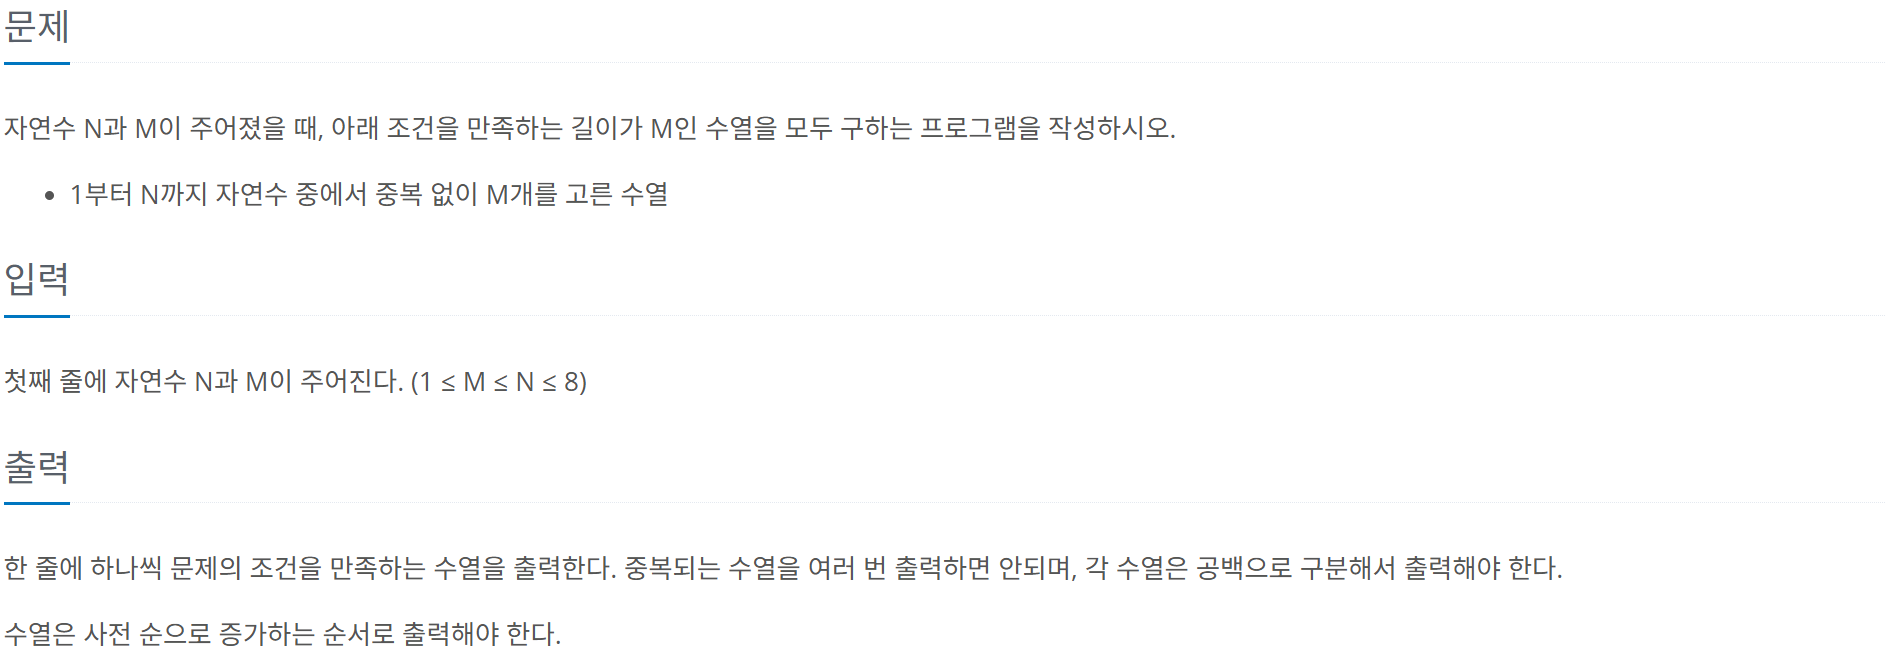 문제
자연수 N과 M이 주어졌을 때, 아래 조건을 만족하는 길이가 M인 수열을 모두 구하는 프로그램을 작성하시오.
• 1부터 N까지 자연수 중에서 중복 없이 M개를 고른 수열
입력
첫째 줄에 자연수 N과 M이 주어진다. (1 ≤ M ≤ N ≤ 8)
출력
한 줄에 하나씩 문제의 조건을 만족하는 수열을 출력한다. 중복되는 수열을 여러 번 출력하면 안되며, 각 수열은 공백으로 구분해서 출력해야 한다.
수열은 사전 순으로 증가하는 순서로 출력해야 한다.